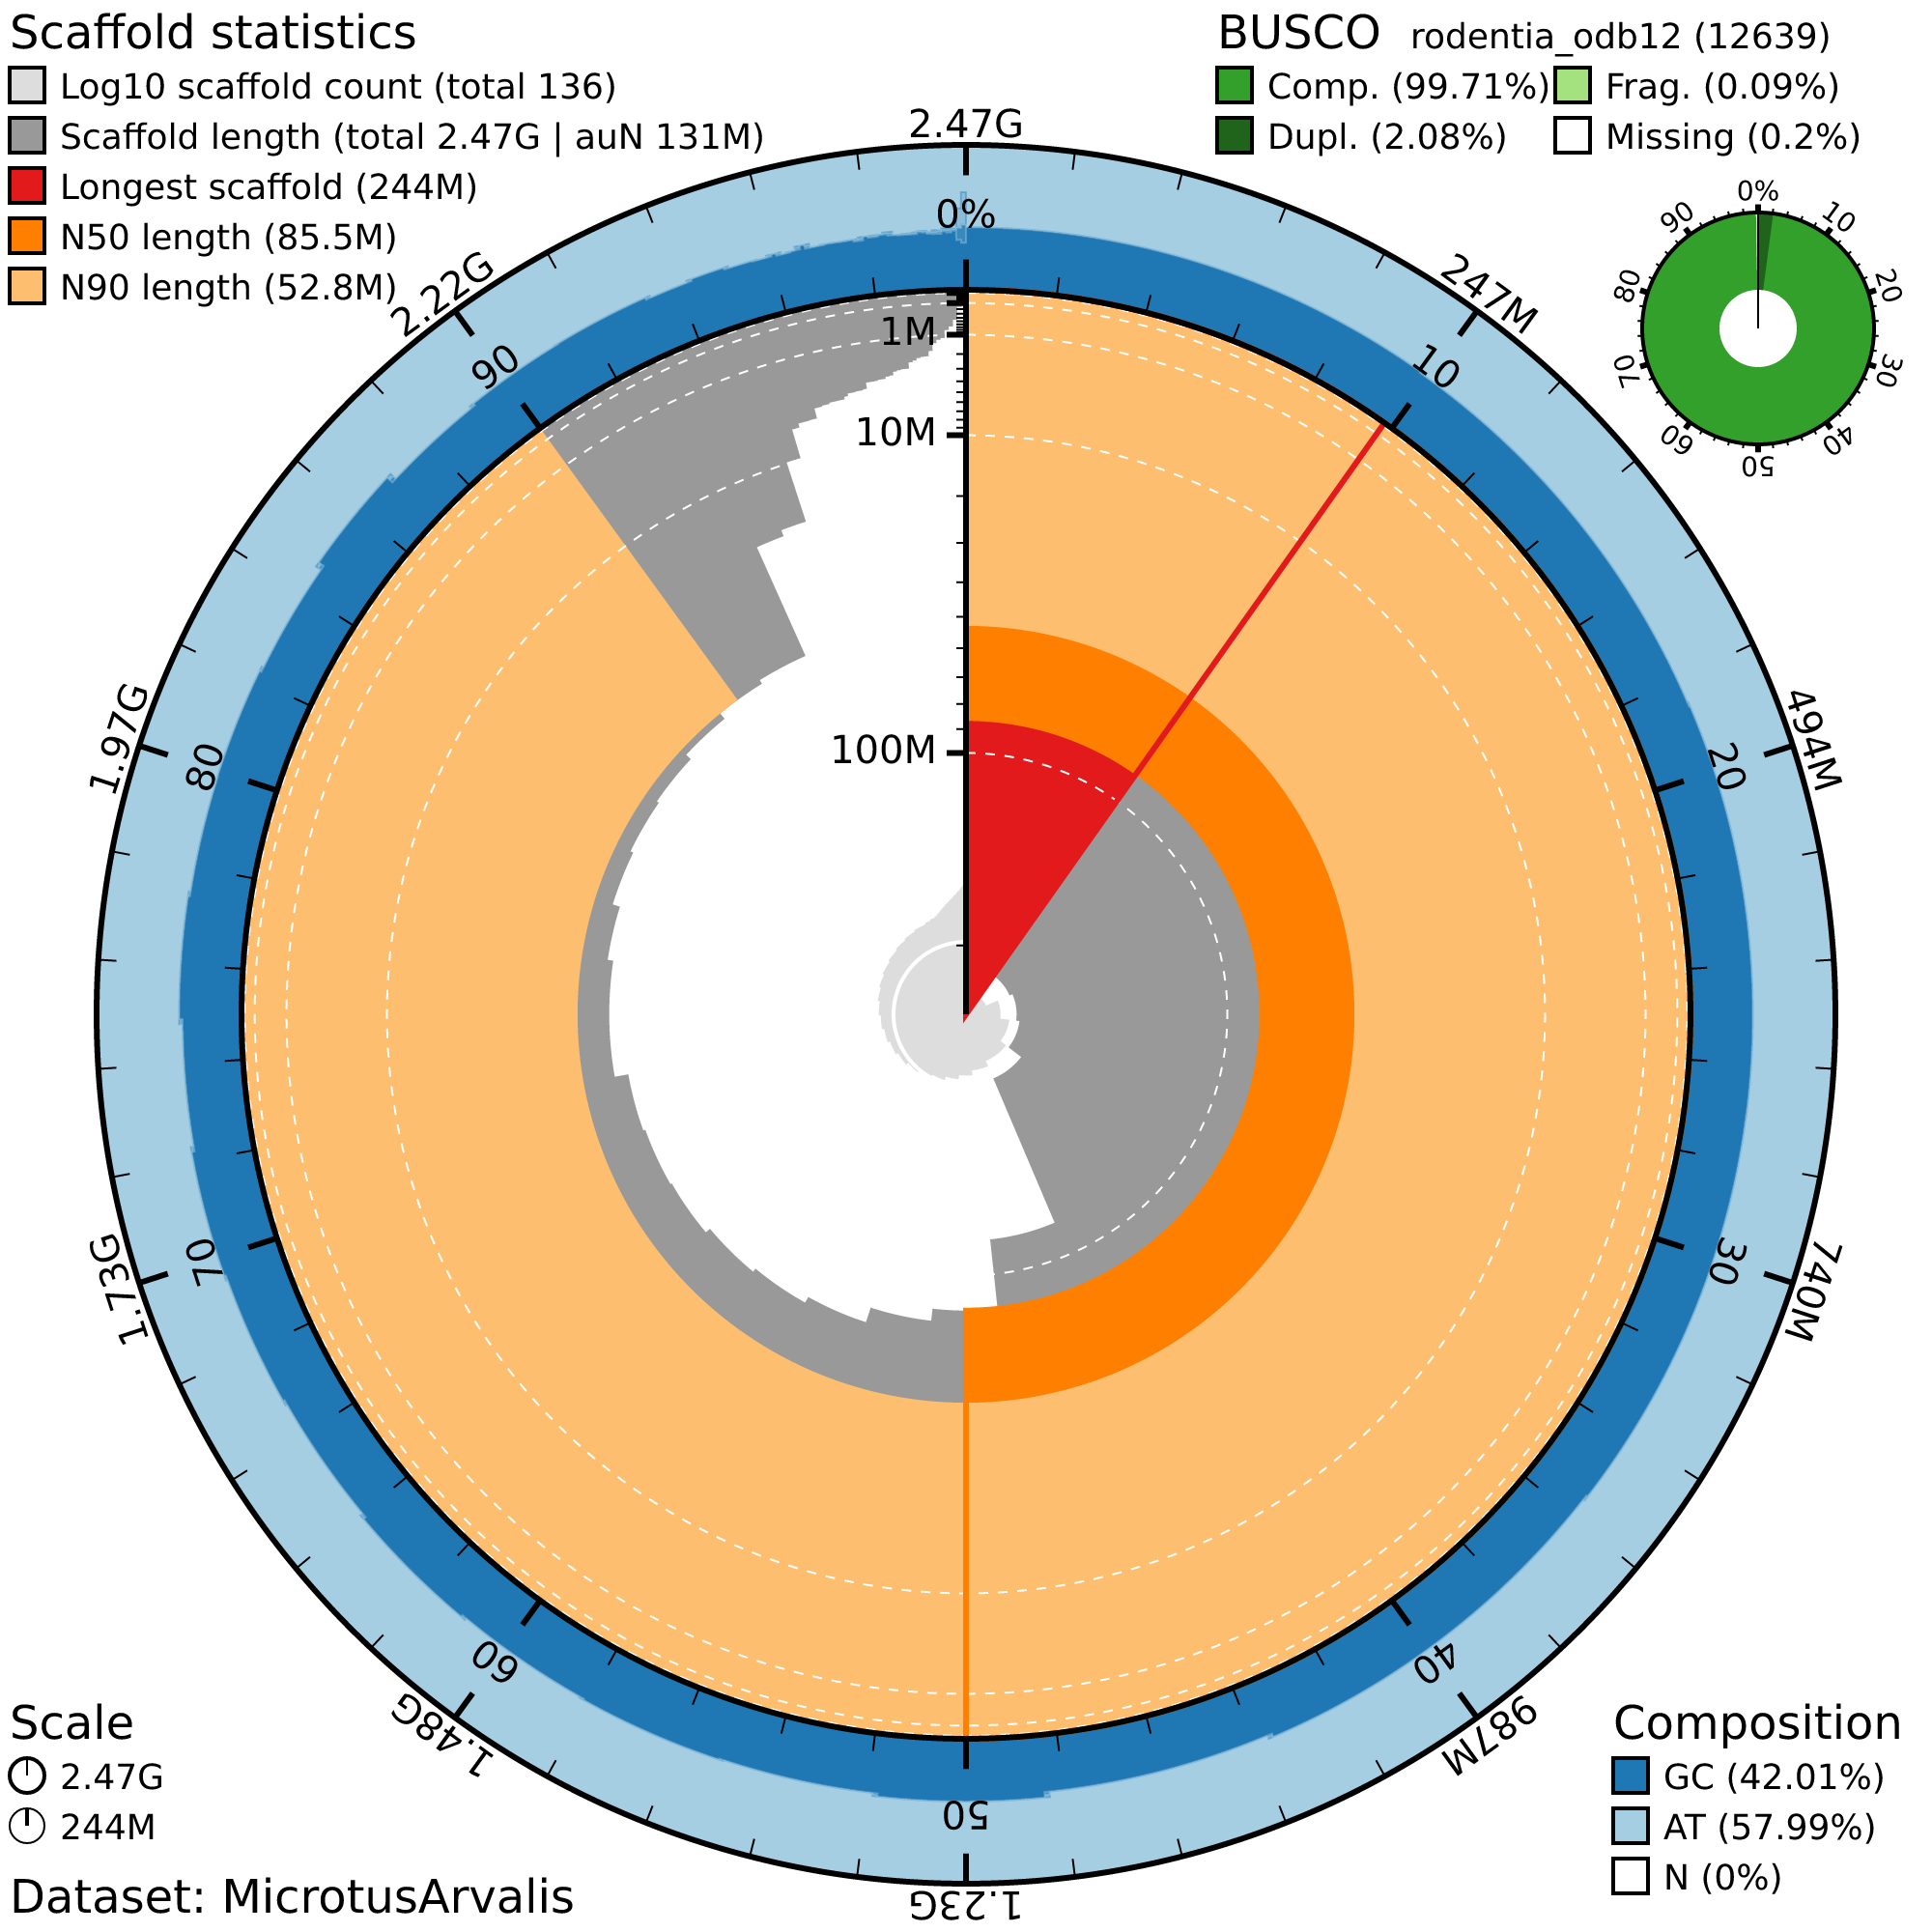 Scaffold statistics
Log10 scaffold count (total 136)
Scaffold length (total 2.47G | auN 131M)
Longest scaffold (244M)
N50 length (85.5M)
N90 length (52.8M)
BUSCO rodentia_odb12 (12639)
Comp. (99.71%) Frag. (0.09%)
Dupl. (2.08%) Missing (0.2%)
0%
10
20
30
40
50
60
70
80
90
2.47G
247M
494M
740M
987M
1.23G
1.48G
1.73G
1.97G
2.22G
0%
10
20
30
40
50
60
70
80
90
1M
10M
100M
Scale
2.47G
244M
Dataset: MicrotusArvalis
Composition
GC (42.01%)
AT (57.99%)
N (0%)